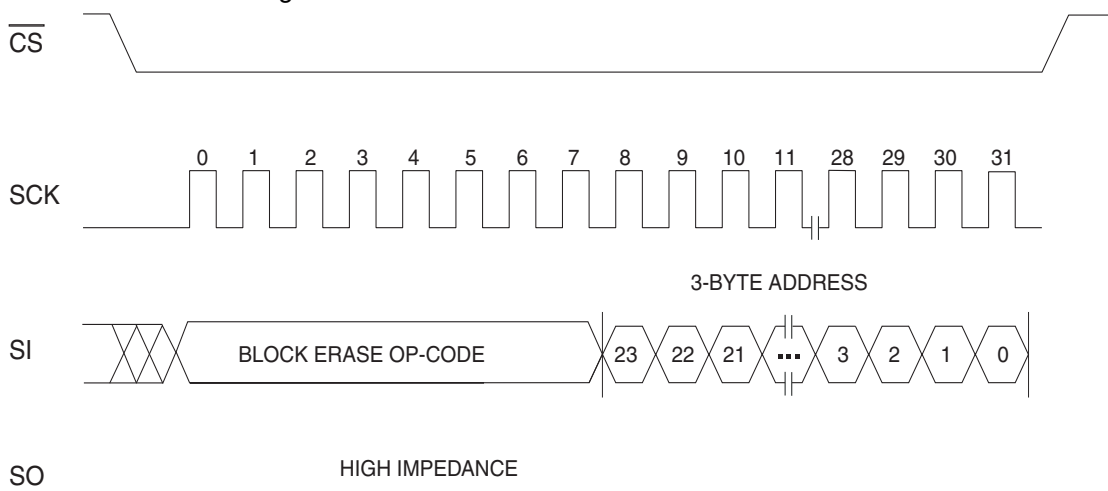 CS
SCK
0 1 2 3 4 5 6 7 8 9 10 11 28 29 30 31
3-BYTE ADDRESS
SI
BLOCK ERASE OP-CODE
23 22 21 ... 3 2 1 0
SO
HIGH IMPEDANCE